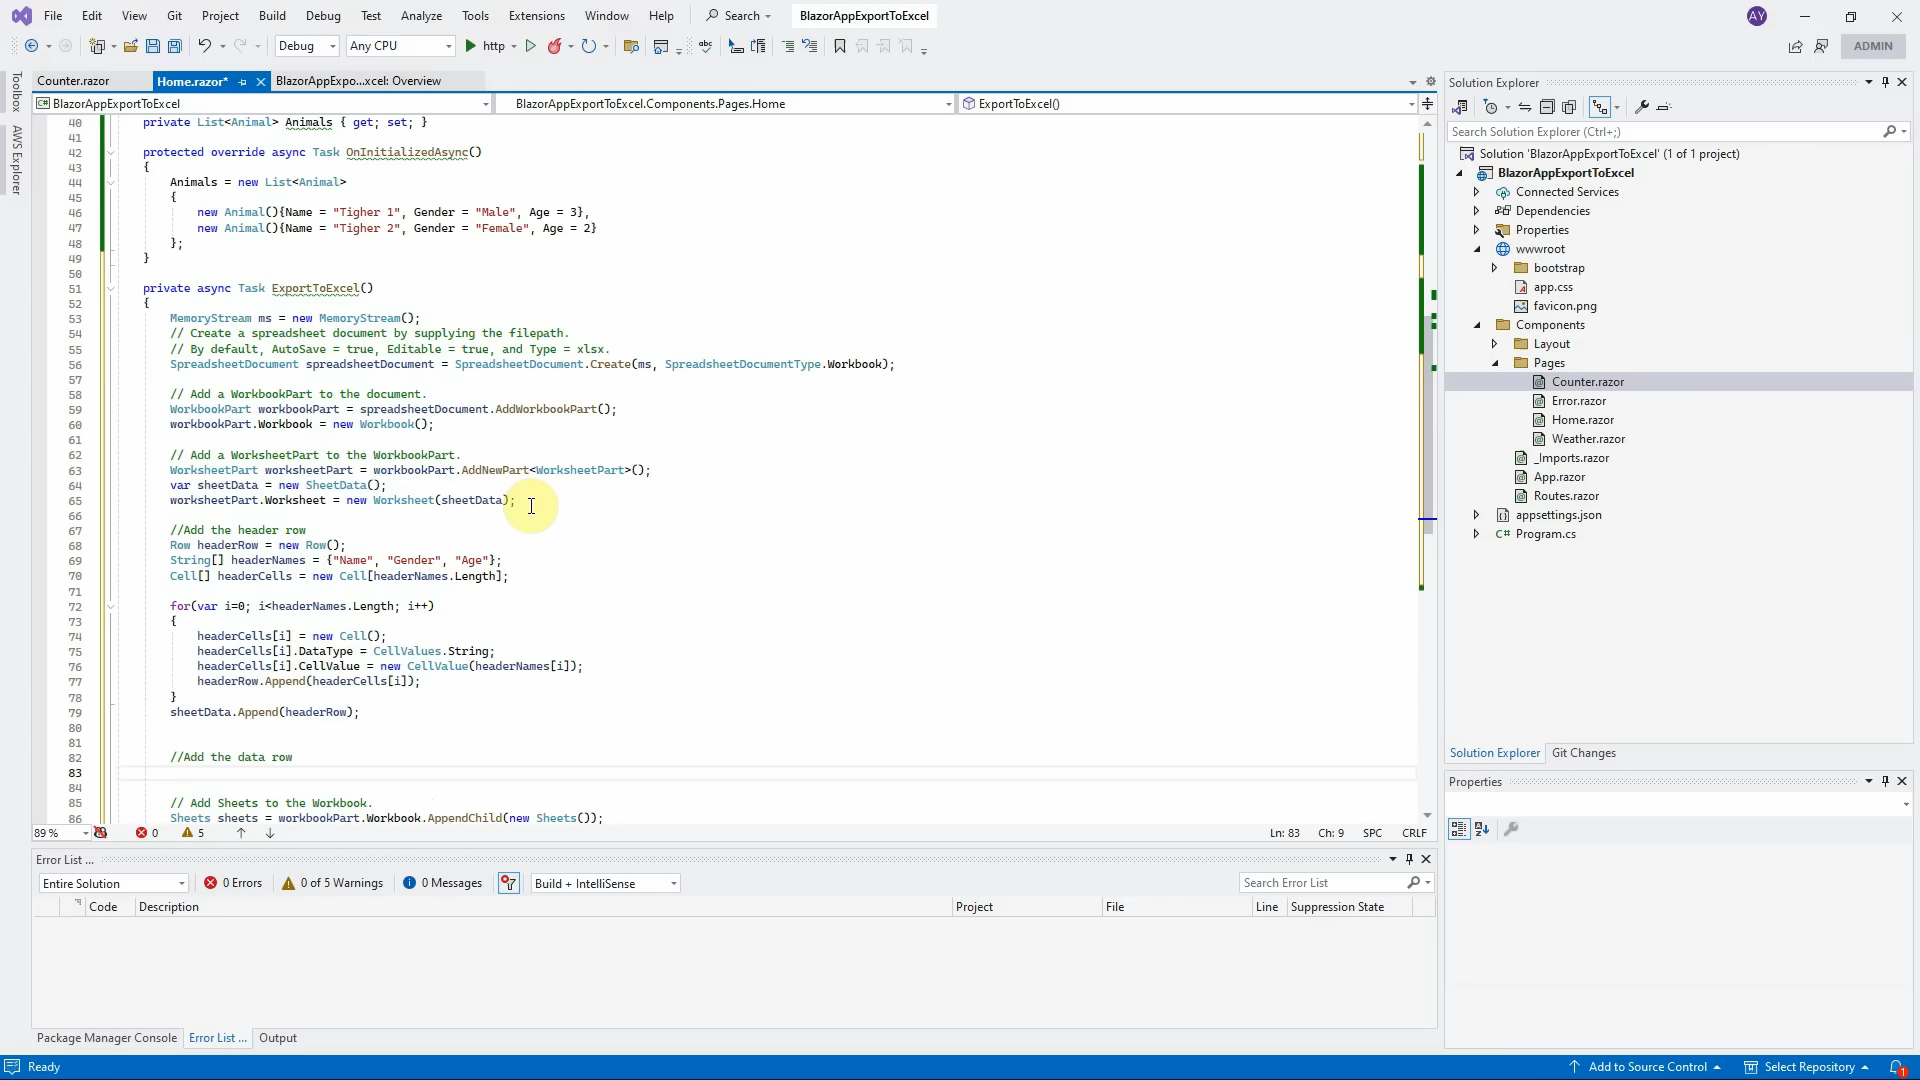 File Edit View Git Project Build Debug Test Analyze Tools Extensions Window Help Search BlazorAppExportToExcel AY
Debug Any CPU http ADMIN
Counter.razor Home.razor* BlazorAppExpo...xcel: Overview
BlazorAppExportToExcel BlazorAppExportToExcel.Components.Pages.Home ExportToExcel()
Toolbox
AWS Explorer
40 private List<Animal> Animals { get; set; }
41
42 protected override async Task OnInitializedAsync()
43 {
44 Animals = new List<Animal>
45 {
46 new Animal(){Name = "Tigher 1", Gender = "Male", Age = 3},
47 new Animal(){Name = "Tigher 2", Gender = "Female", Age = 2}
48 };
49 }
50
51 private async Task ExportToExcel()
52 {
53 MemoryStream ms = new MemoryStream();
54 // Create a spreadsheet document by supplying the filepath.
55 // By default, AutoSave = true, Editable = true, and Type = xlsx.
56 SpreadsheetDocument spreadsheetDocument = SpreadsheetDocument.Create(ms, SpreadsheetDocumentType.Workbook);
57
58 // Add a WorkbookPart to the document.
59 WorkbookPart workbookPart = spreadsheetDocument.AddWorkbookPart();
60 workbookPart.Workbook = new Workbook();
61
62 // Add a WorksheetPart to the WorkbookPart.
63 WorksheetPart worksheetPart = workbookPart.AddNewPart<WorksheetPart>();
64 var sheetData = new SheetData();
65 worksheetPart.Worksheet = new Worksheet(sheetData);
66
67 //Add the header row
68 Row headerRow = new Row();
69 String[] headerNames = {"Name", "Gender", "Age"};
70 Cell[] headerCells = new Cell[headerNames.Length];
71
72 for(var i=0; i<headerNames.Length; i++)
73 {
74 headerCells[i] = new Cell();
75 headerCells[i].DataType = CellValues.String;
76 headerCells[i].CellValue = new CellValue(headerNames[i]);
77 headerRow.Append(headerCells[i]);
78 }
79 sheetData.Append(headerRow);
80
81
82 //Add the data row
83
84
85 // Add Sheets to the Workbook.
86 Sheets sheets = workbookPart.Workbook.AppendChild(new Sheets());
89 % 0 5 Ln: 83 Ch: 9 SPC CRLF
Error List ...
Entire Solution 0 Errors 0 of 5 Warnings 0 Messages Build + IntelliSense Search Error List
Code Description Project File Line Suppression State
Package Manager Console Error List ... Output
Solution Explorer
Search Solution Explorer (Ctrl+;)
Solution 'BlazorAppExportToExcel' (1 of 1 project)
BlazorAppExportToExcel
Connected Services
Dependencies
Properties
wwwroot
bootstrap
app.css
favicon.png
Components
Layout
Pages
Counter.razor
Error.razor
Home.razor
Weather.razor
_Imports.razor
App.razor
Routes.razor
appsettings.json
C# Program.cs
Solution Explorer Git Changes
Properties
Ready Add to Source Control Select Repository 1